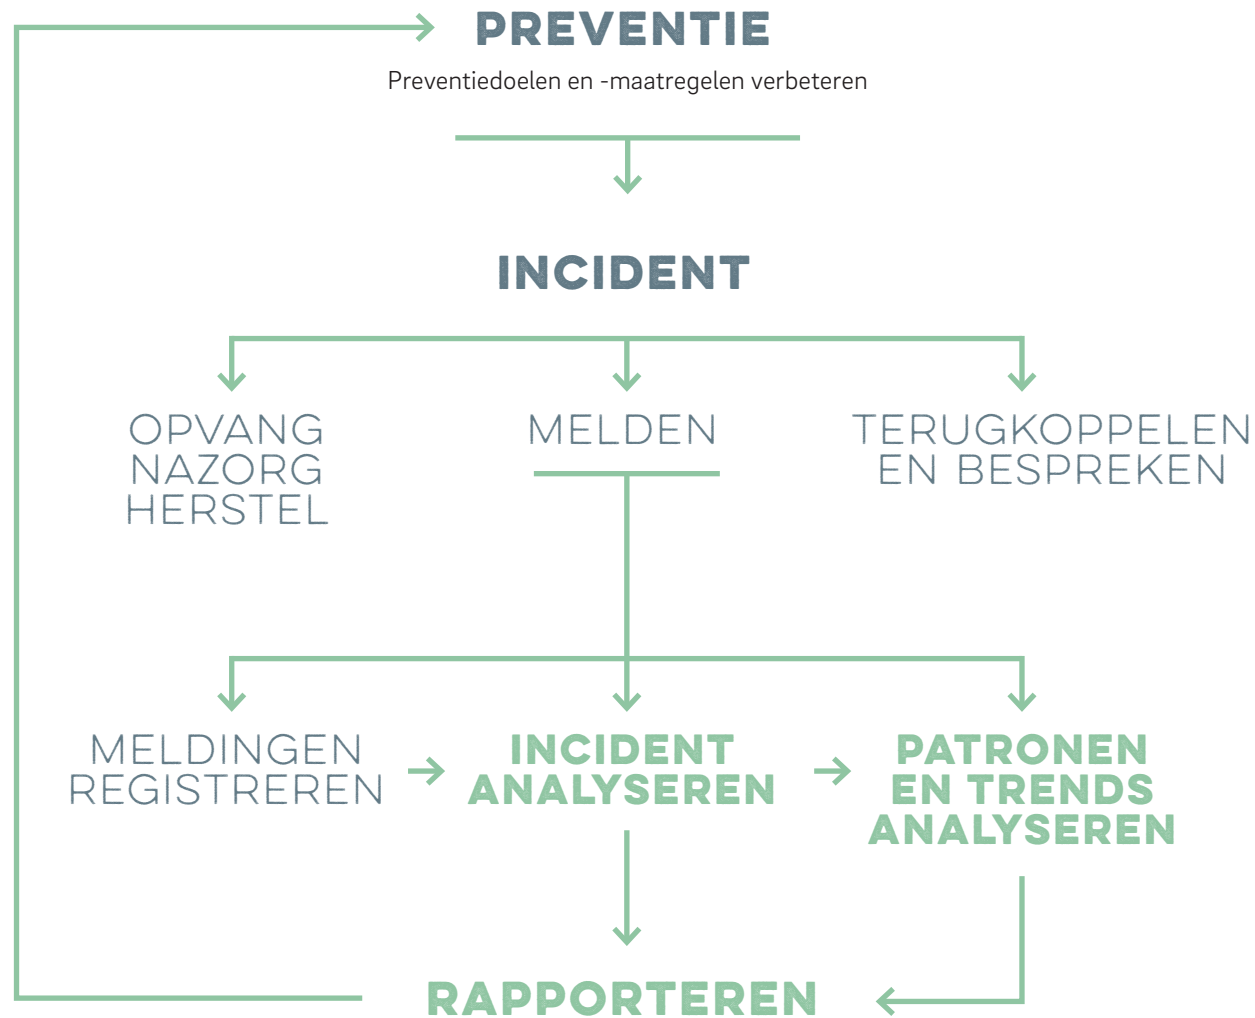 PREVENTIE
Preventiedoelen en -maatregelen verbeteren
INCIDENT
OPVANG
NAZORG
HERSTEL
MELDEN
TERUGKOPPELEN
EN BESPREKEN
MELDINGEN
REGISTREREN
INCIDENT
ANALYSEREN
PATRONEN
EN TRENDS
ANALYSEREN
RAPPORTEREN